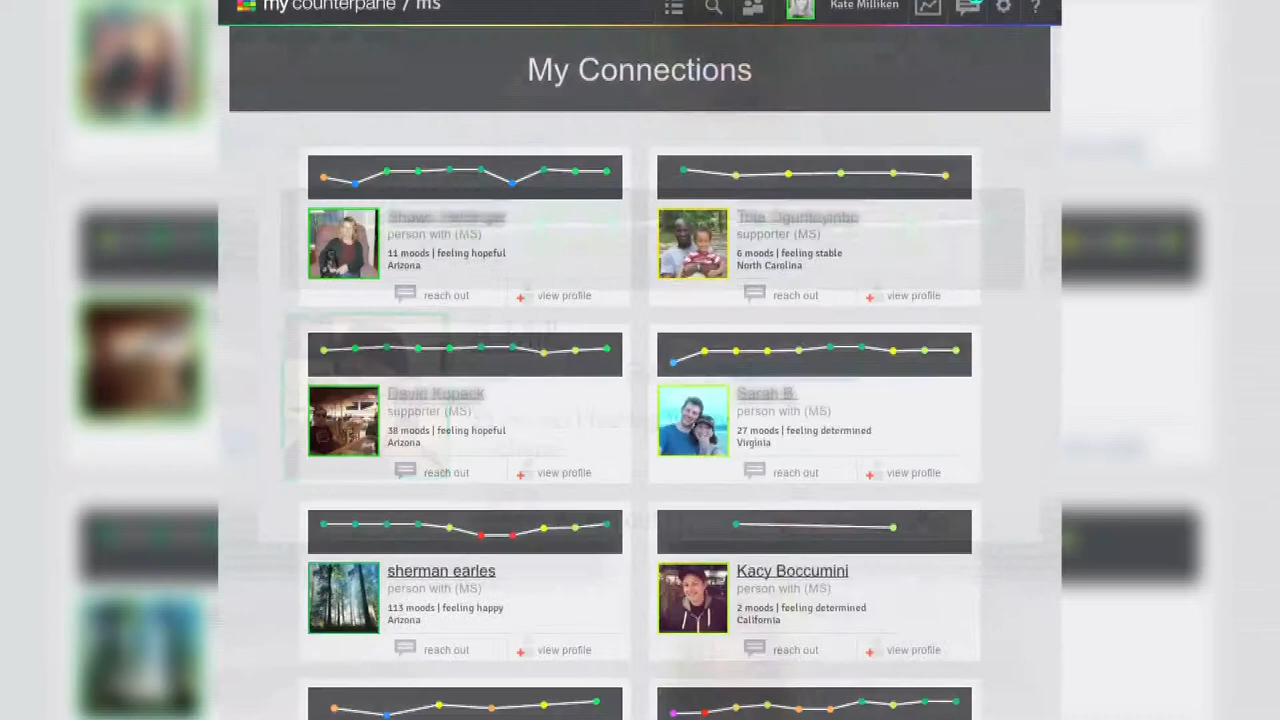 mycounterpane / ms
Kate Milliken
?
My Connections
person with (MS)
11 moods | feeling hopeful
Arizona
reach out
view profile
supporter (MS)
6 moods | feeling stable
North Carolina
reach out
view profile
David Kopack
supporter (MS)
38 moods | feeling hopeful
Arizona
reach out
view profile
Sarah B.
person with (MS)
27 moods | feeling determined
Virginia
reach out
view profile
sherman earles
person with (MS)
113 moods | feeling happy
Arizona
reach out
view profile
Kacy Boccumini
person with (MS)
2 moods | feeling determined
California
reach out
view profile